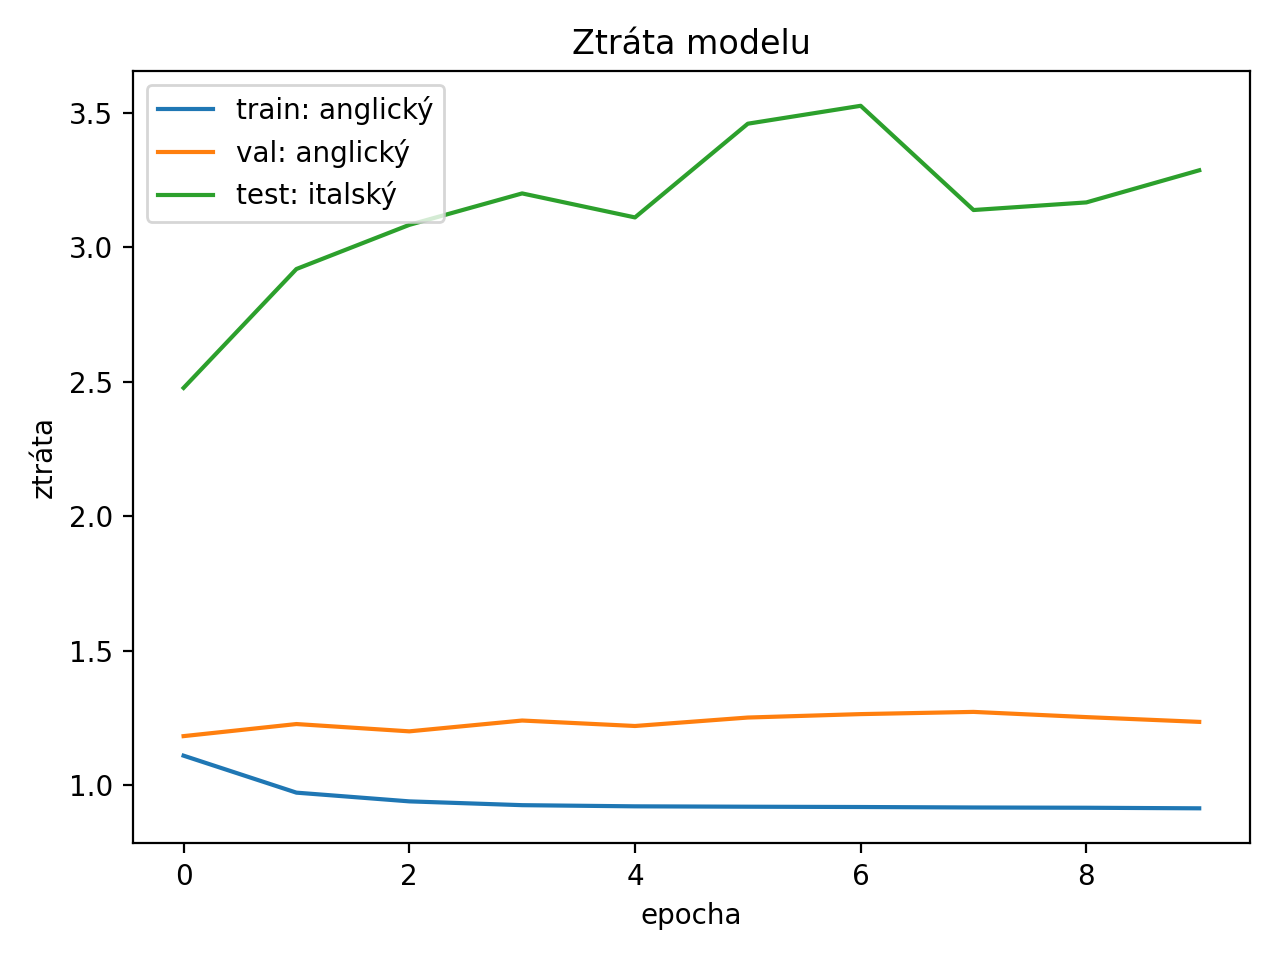 Ztráta modelu
train: anglický
val: anglický
test: italský
3.5
3.0
2.5
2.0
1.5
1.0
ztráta
0 2 4 6 8
epocha